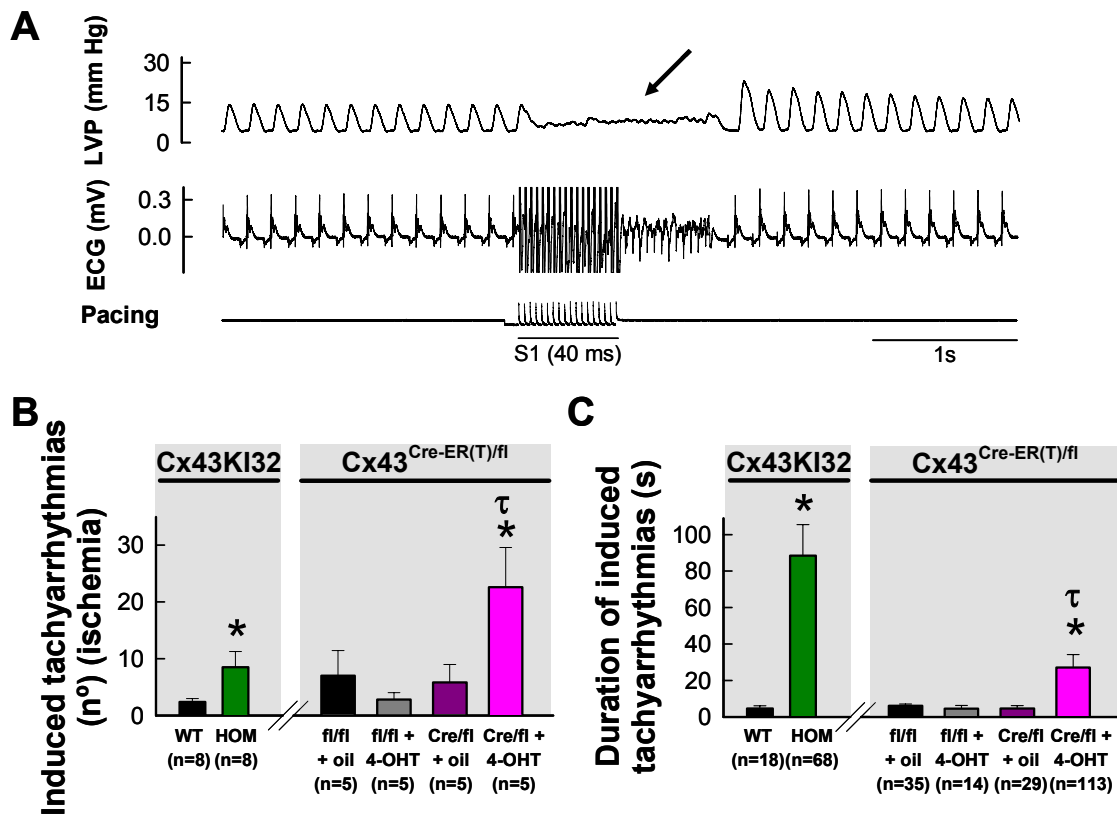 A
LVP (mm Hg)
30
15
0
ECG (mV)
0.3
0.0
Pacing
S1 (40 ms)
1s
B
Induced tachyarrhythmias
(nº) (ischemia)
Cx43KI32
Cx43Cre-ER(T)/fl
30
20
10
0
*
τ
*
WT
(n=8)
HOM
(n=8)
fl/fl
+ oil
(n=5)
fl/fl +
4-OHT
(n=5)
Cre/fl
+ oil
(n=5)
Cre/fl +
4-OHT
(n=5)
C
Duration of induced
tachyarrhythmias (s)
Cx43KI32
Cx43Cre-ER(T)/fl
100
80
60
40
20
0
*
τ
*
WT
(n=18)
HOM
(n=68)
fl/fl
+ oil
(n=35)
fl/fl +
4-OHT
(n=14)
Cre/fl
+ oil
(n=29)
Cre/fl +
4-OHT
(n=113)